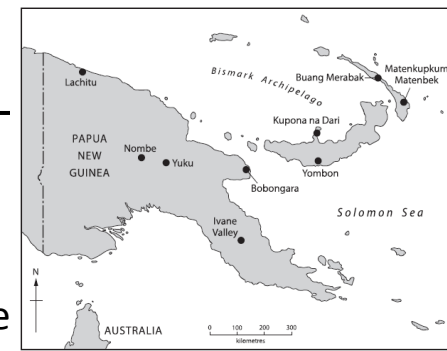 Lachitu
Bismark Archipelago
Buang Merabak
Matenkupkum
Matenbek
Kupona na Dari
PAPUA
NEW
GUINEA
Nombe
Yuku
Yombon
Bobongara
Ivane
Valley
Solomon Sea
N
AUSTRALIA
0 100 200 300
kilometres
e